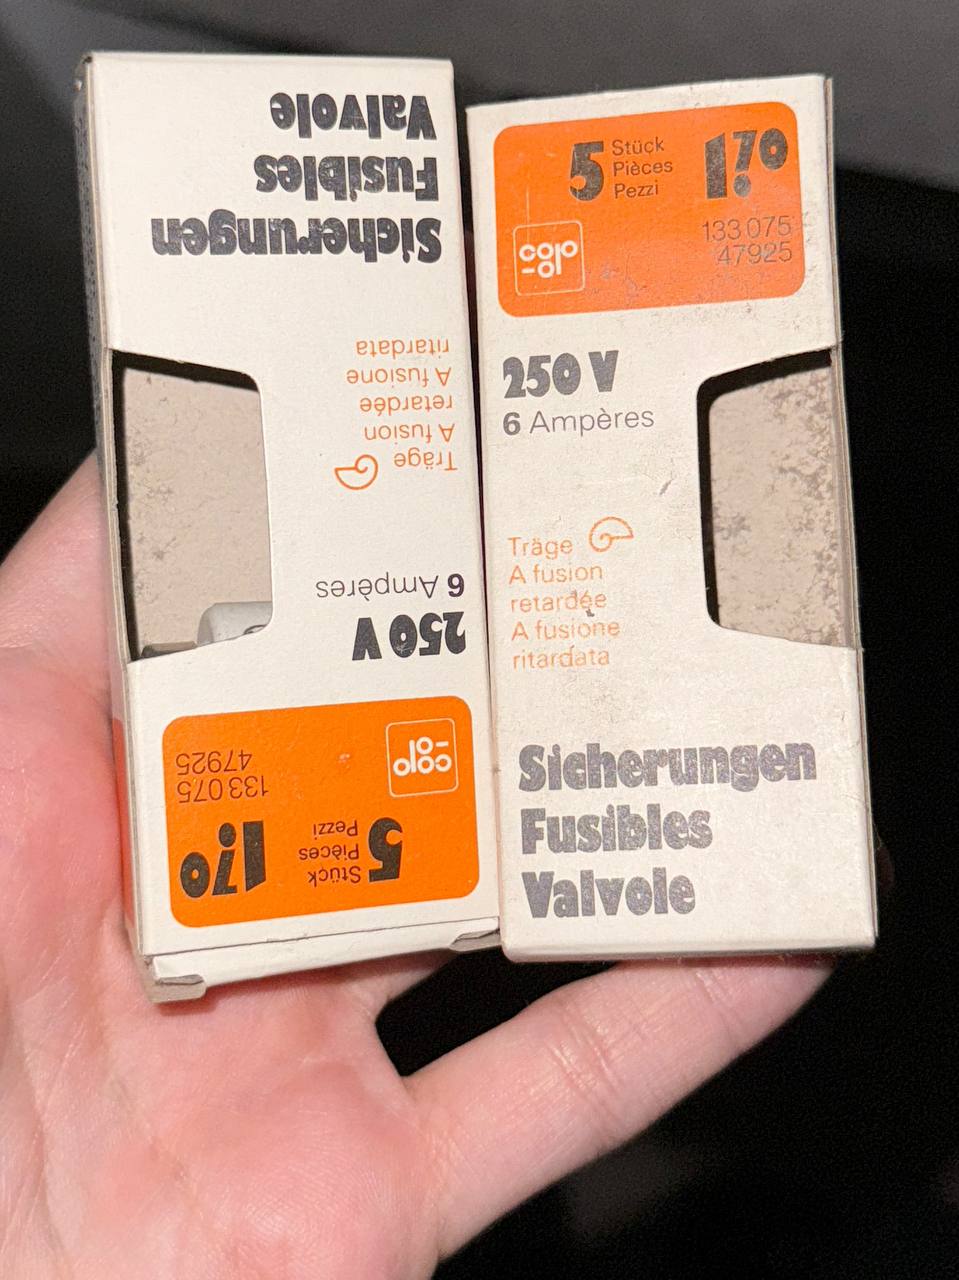 5 Stück
Pièces
Pezzi
1.70
133 075
47925
coop
250 V
6 Ampères
Träge
A fusion
retardée
A fusione
ritardata
Sicherungen
Fusibles
Valvole
5 Stück
Pièces
Pezzi
1.70
133 075
47925
coop
250 V
6 Ampères
Träge
A fusion
retardée
A fusione
ritardata
Sicherungen
Fusibles
Valvole